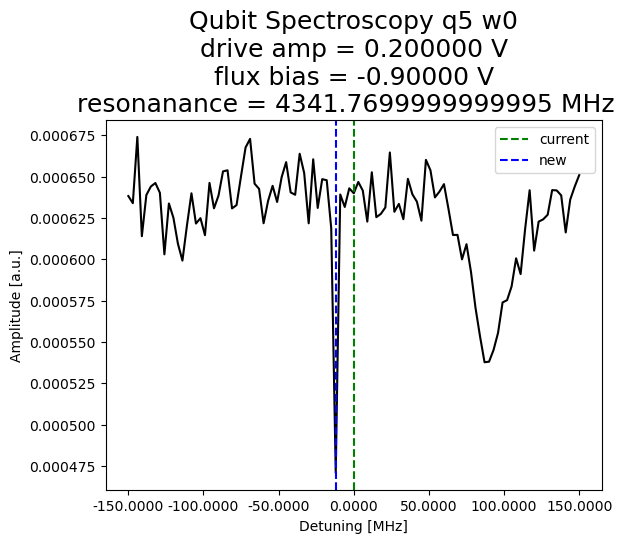 Qubit Spectroscopy q5 w0
drive amp = 0.200000 V
flux bias = -0.90000 V
resonanance = 4341.7699999999995 MHz
current
new
0.000675
0.000650
0.000625
0.000600
0.000575
0.000550
0.000525
0.000500
0.000475
Amplitude [a.u.]
-150.0000 -100.0000 -50.0000 0.0000 50.0000 100.0000 150.0000
Detuning [MHz]